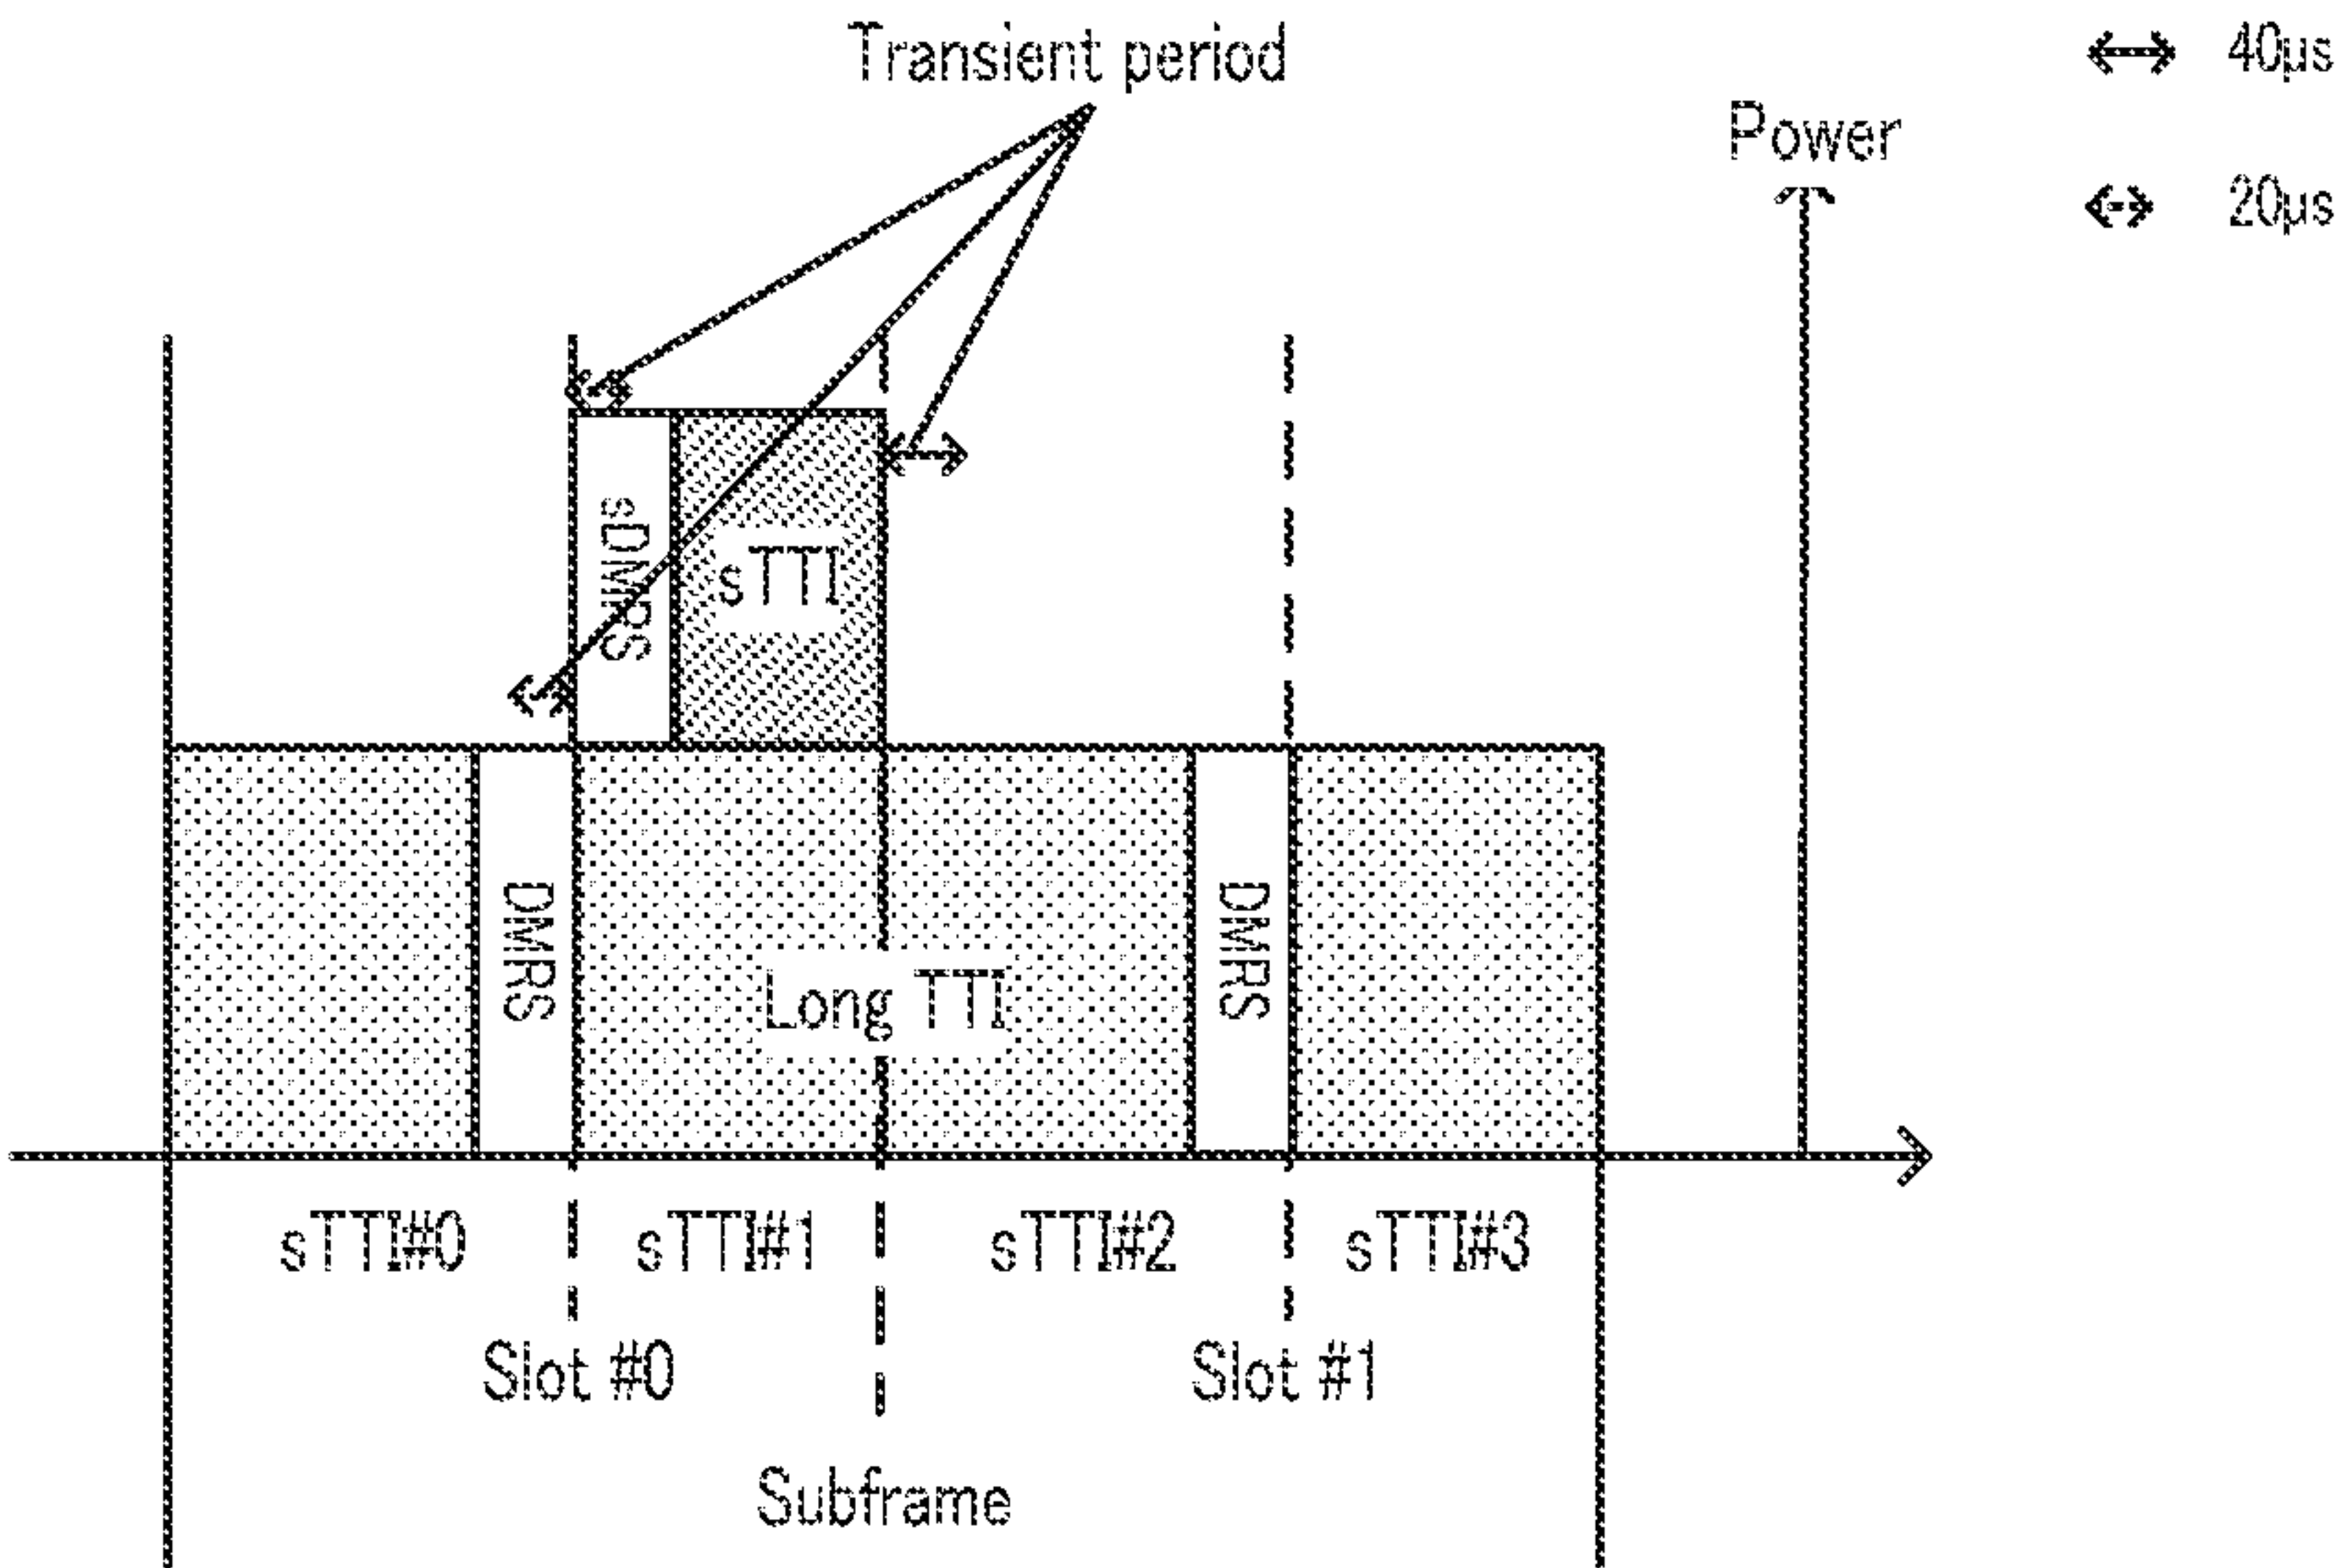 Transient period
40µs
Power
20µs
sDMRS
sTTI
DMRS
Long TTI
DMRS
sTTI#0
sTTI#1
sTTI#2
sTTI#3
Slot #0
Slot #1
Subframe